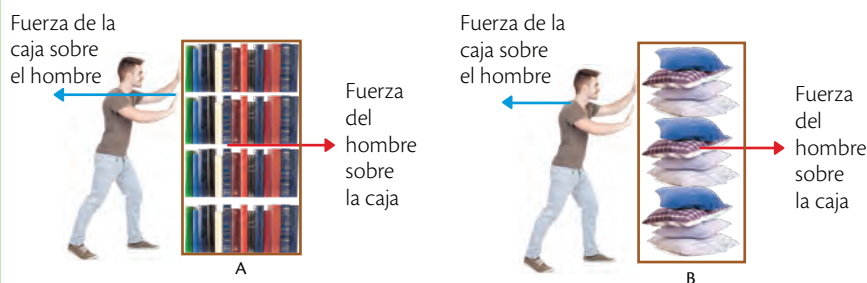 Fuerza de la
caja sobre
el hombre
Fuerza
del
hombre
sobre
la caja
A
Fuerza de la
caja sobre
el hombre
Fuerza
del
hombre
sobre
la caja
B